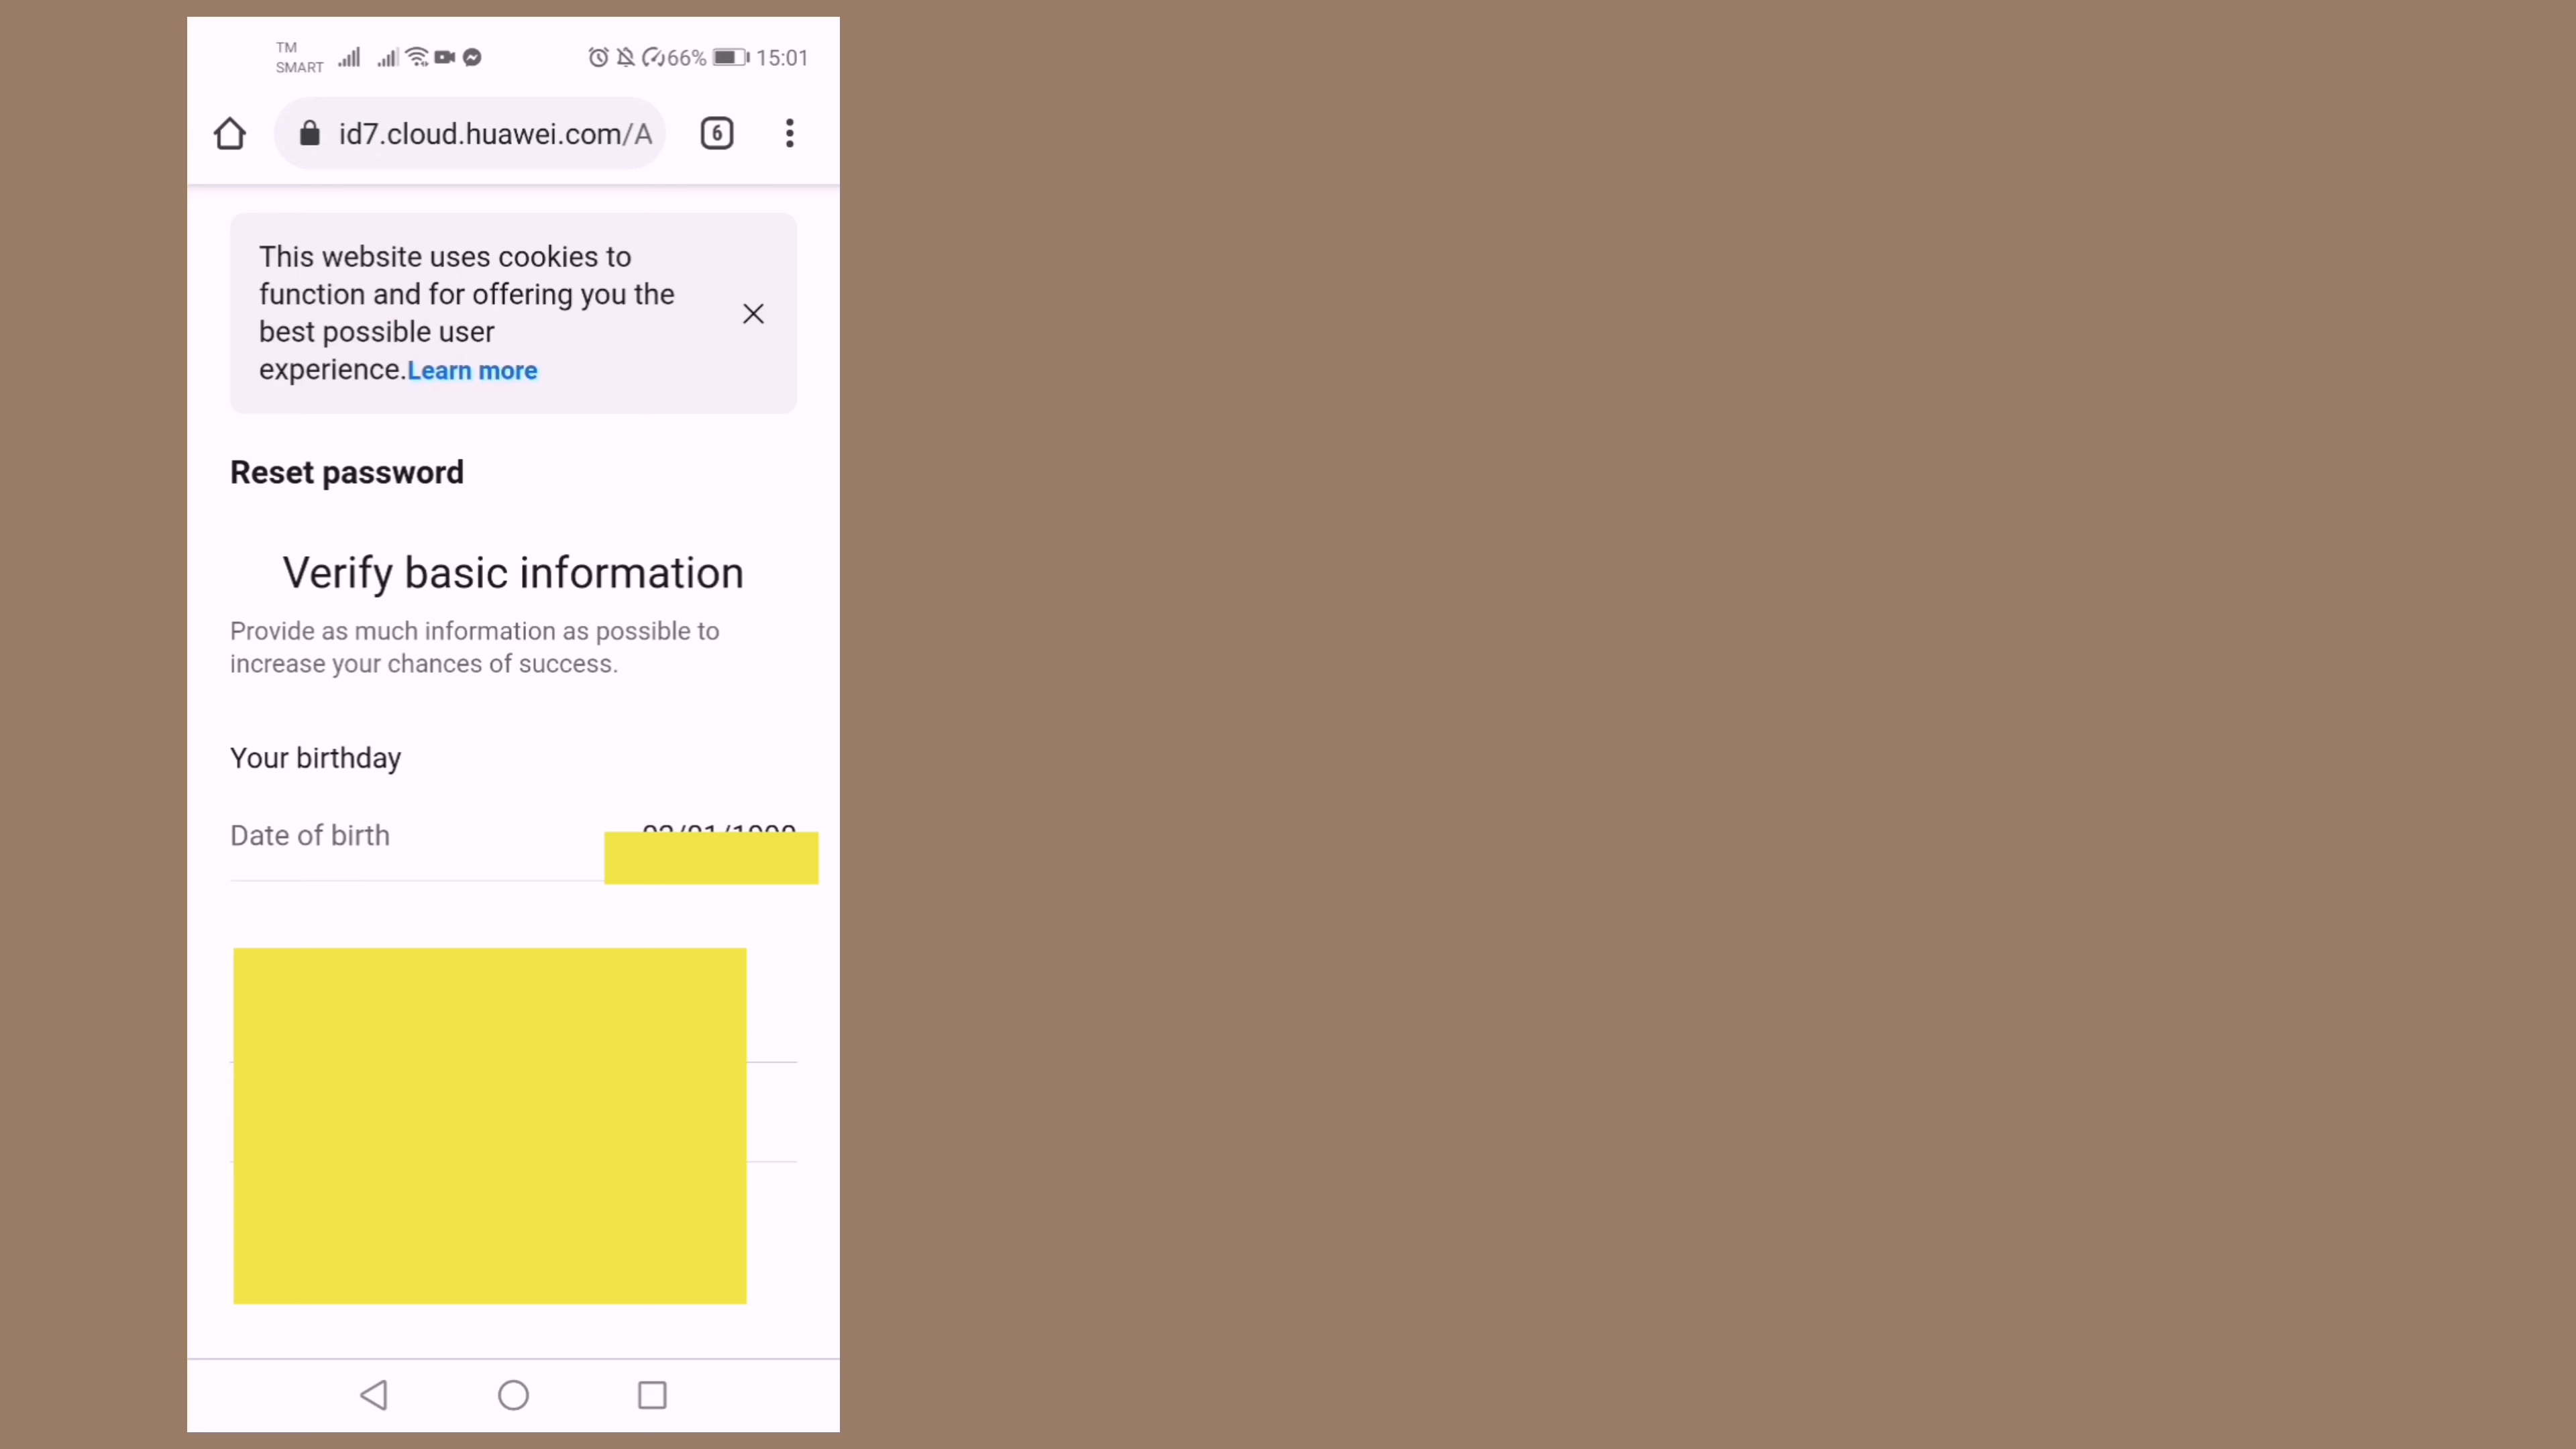 TM
SMART
66% 15:01
id7.cloud.huawei.com/A
6
This website uses cookies to
function and for offering you the
best possible user
experience.Learn more
Reset password
Verify basic information
Provide as much information as possible to
increase your chances of success.
Your birthday
Date of birth